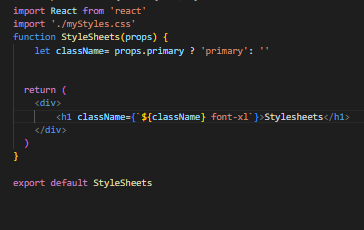 import React from 'react'
import './myStyles.css'
function StyleSheets(props) {
let className= props.primary ? 'primary': ''
return (
<div>
<h1 className={`${className} font-xl`}>Stylesheets</h1>
</div>
)
}
export default StyleSheets